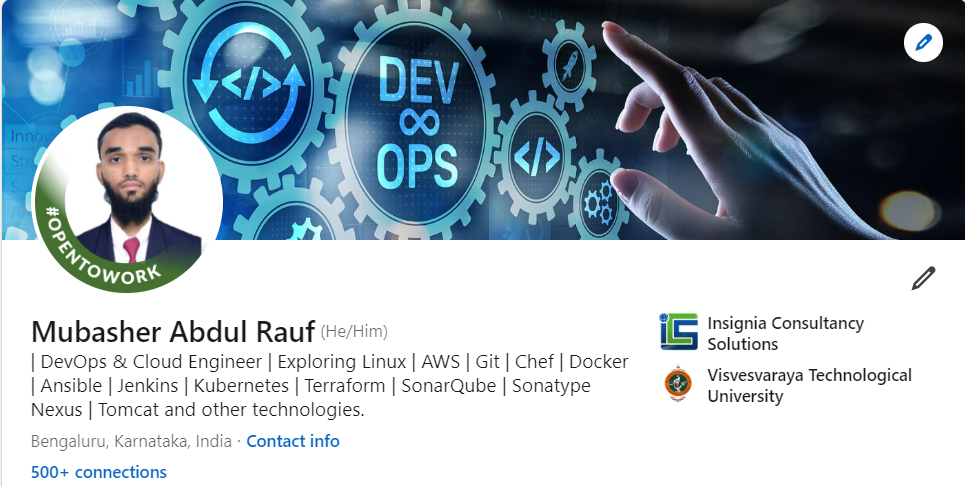 </>
DEV
OPS
</>
Inno
#OPENTOWORK
Mubasher Abdul Rauf (He/Him)
| DevOps & Cloud Engineer | Exploring Linux | AWS | Git | Chef | Docker
| Ansible | Jenkins | Kubernetes | Terraform | SonarQube | Sonatype
Nexus | Tomcat and other technologies.
Bengaluru, Karnataka, India · Contact info
500+ connections
Insignia Consultancy
Solutions
Visvesvaraya Technological
University